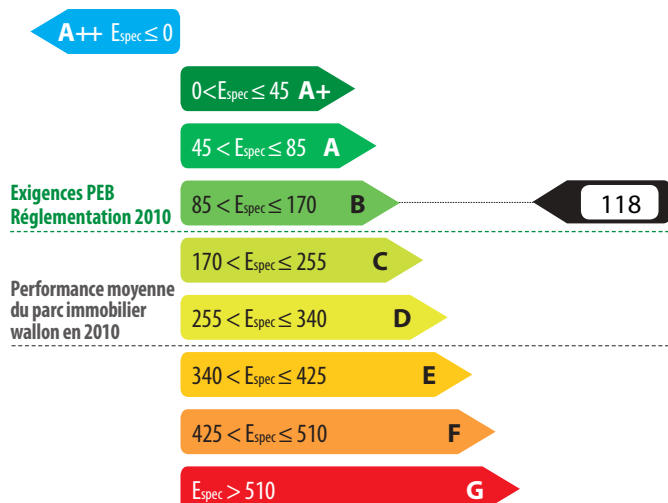 A++ Espec ≤ 0
0<Espec ≤ 45 A+
45 < Espec ≤ 85 A
Exigences PEB
Réglementation 2010
85 < Espec ≤ 170 B
118
170 < Espec ≤ 255 C
Performance moyenne
du parc immobilier
wallon en 2010
255 < Espec ≤ 340 D
340 < Espec ≤ 425 E
425 < Espec ≤ 510 F
Espec > 510 G